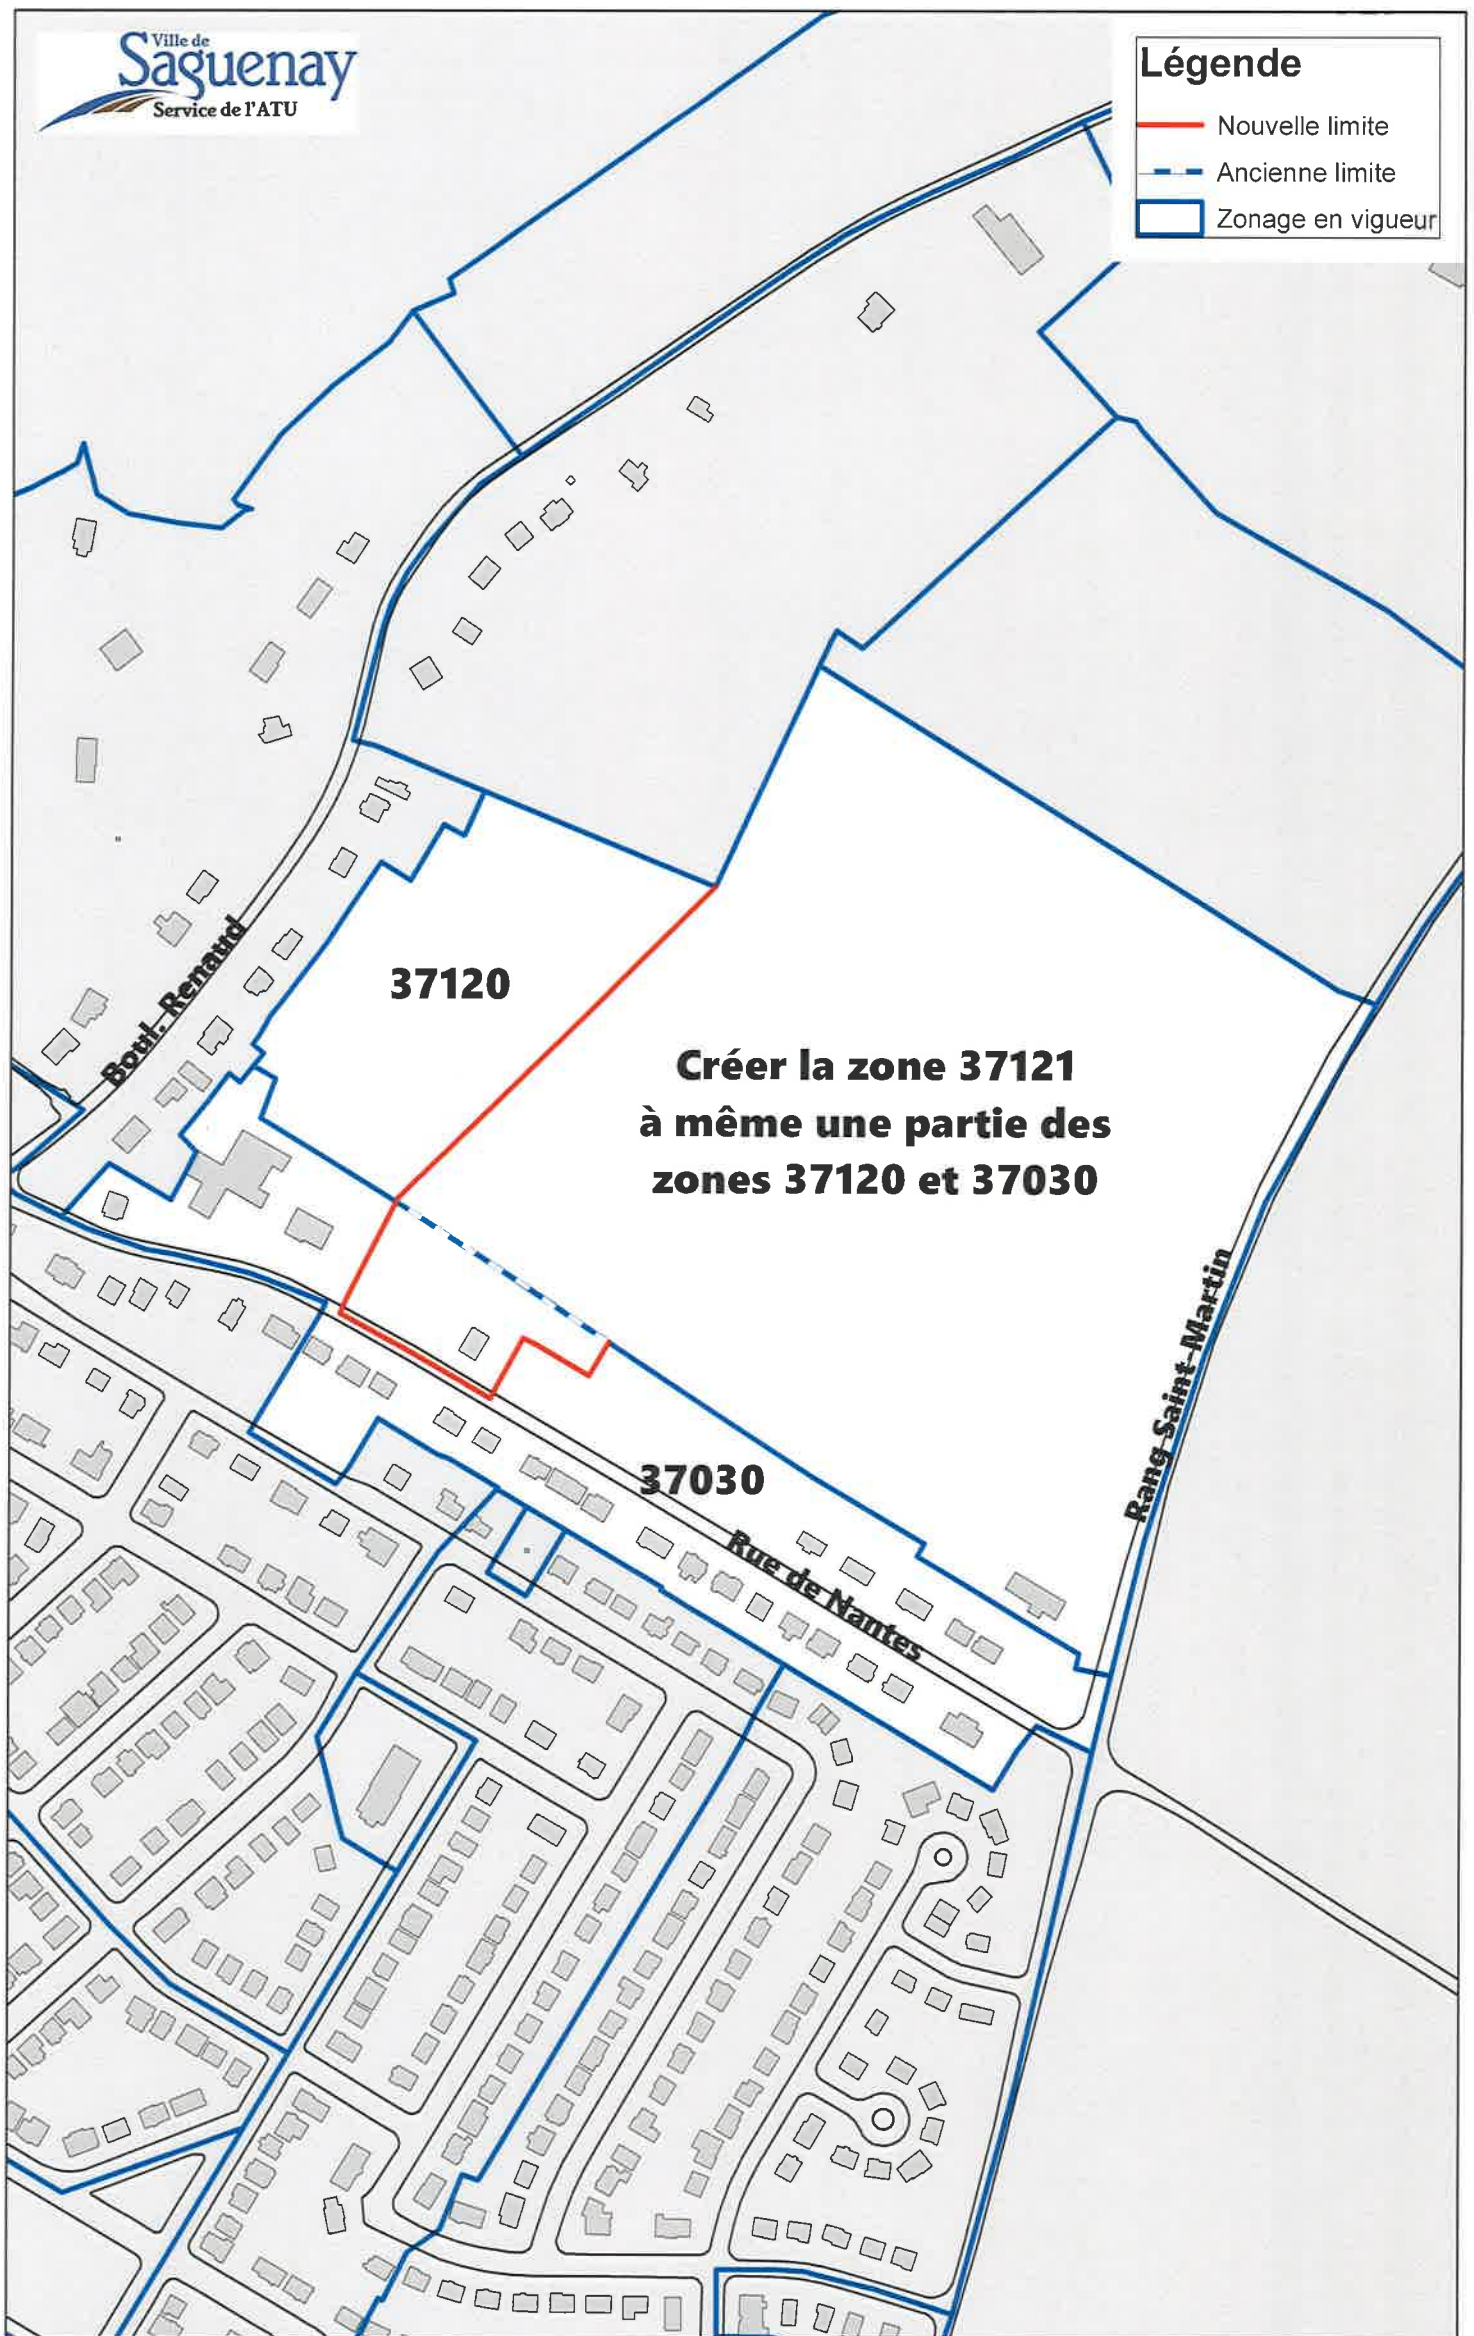 Ville de
Saguenay
Service de l'ATU
Légende
Nouvelle limite
Ancienne limite
Zonage en vigueur
Boul. Renaud
37120
Créer la zone 37121
à même une partie des
zones 37120 et 37030
Rang Saint-Martin
37030
Rue de Nantes